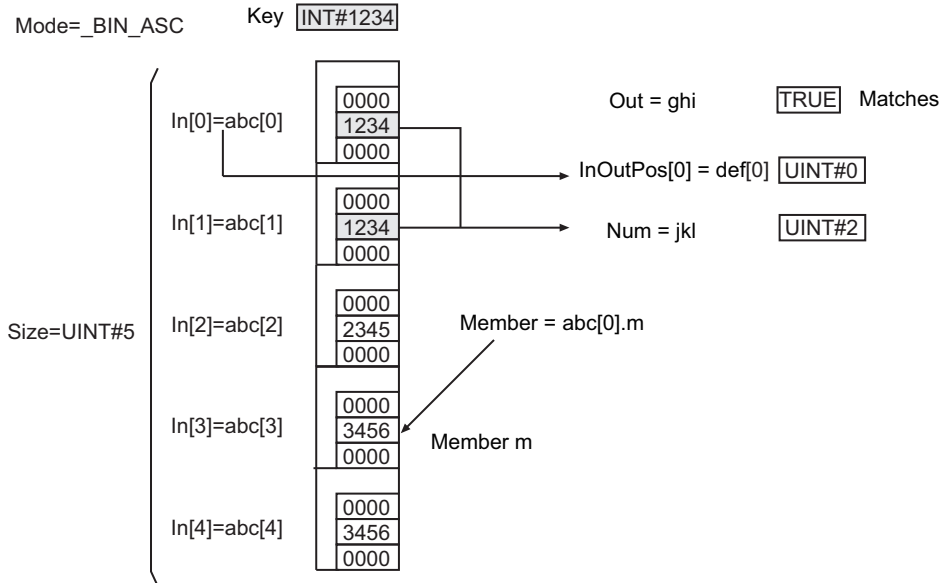 Mode=_BIN_ASC
Key INT#1234
In[0]=abc[0]
0000
1234
0000
Out = ghi TRUE Matches
InOutPos[0] = def[0] UINT#0
In[1]=abc[1]
0000
1234
0000
Num = jkl UINT#2
Size=UINT#5
In[2]=abc[2]
0000
2345
0000
Member = abc[0].m
In[3]=abc[3]
0000
3456
0000
Member m
In[4]=abc[4]
0000
3456
0000